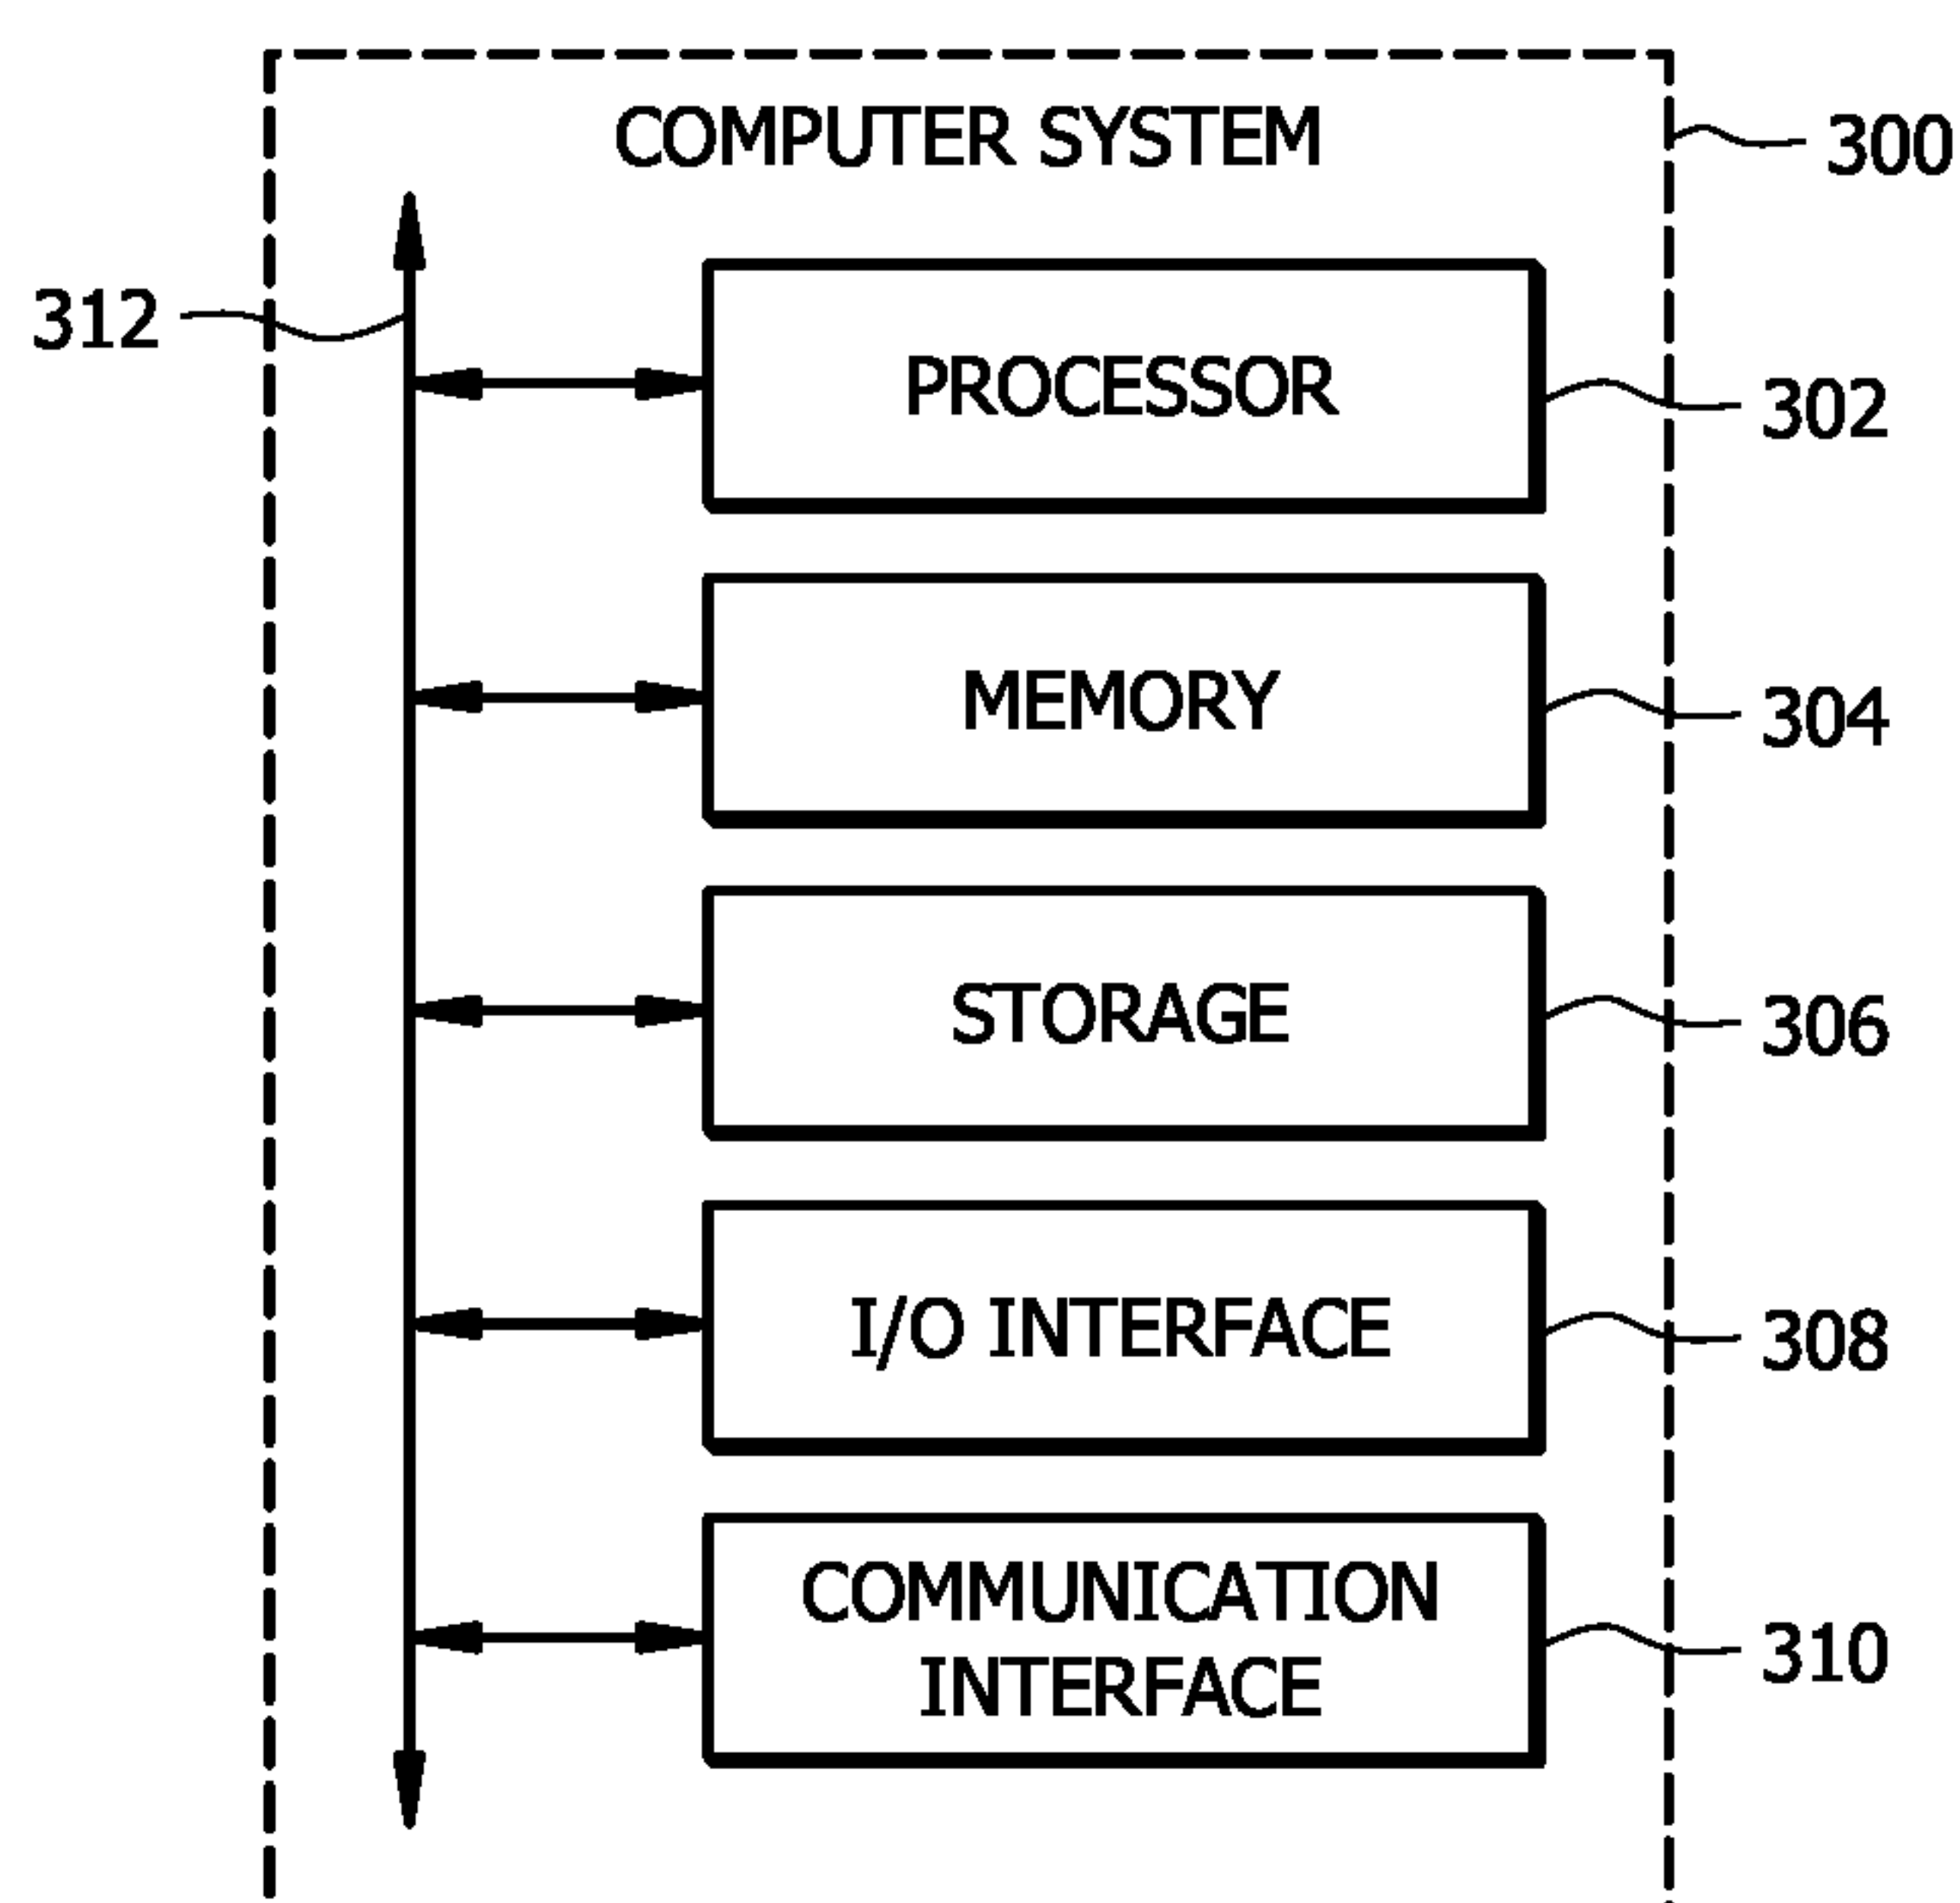 COMPUTER SYSTEM
300
312
PROCESSOR
302
MEMORY
304
STORAGE
306
I/O INTERFACE
308
COMMUNICATION
INTERFACE
310